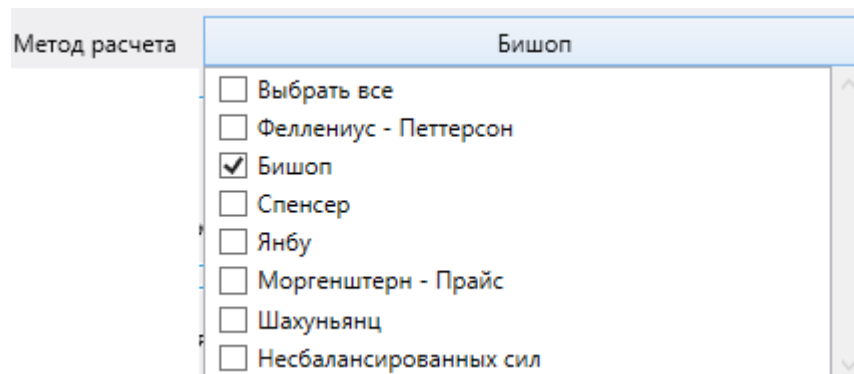 Метод расчета Бишоп
Выбрать все
Феллениус - Петтерсон
Бишоп
Спенсер
Янбу
Моргенштерн - Прайс
Шахуньянц
Несбалансированных сил